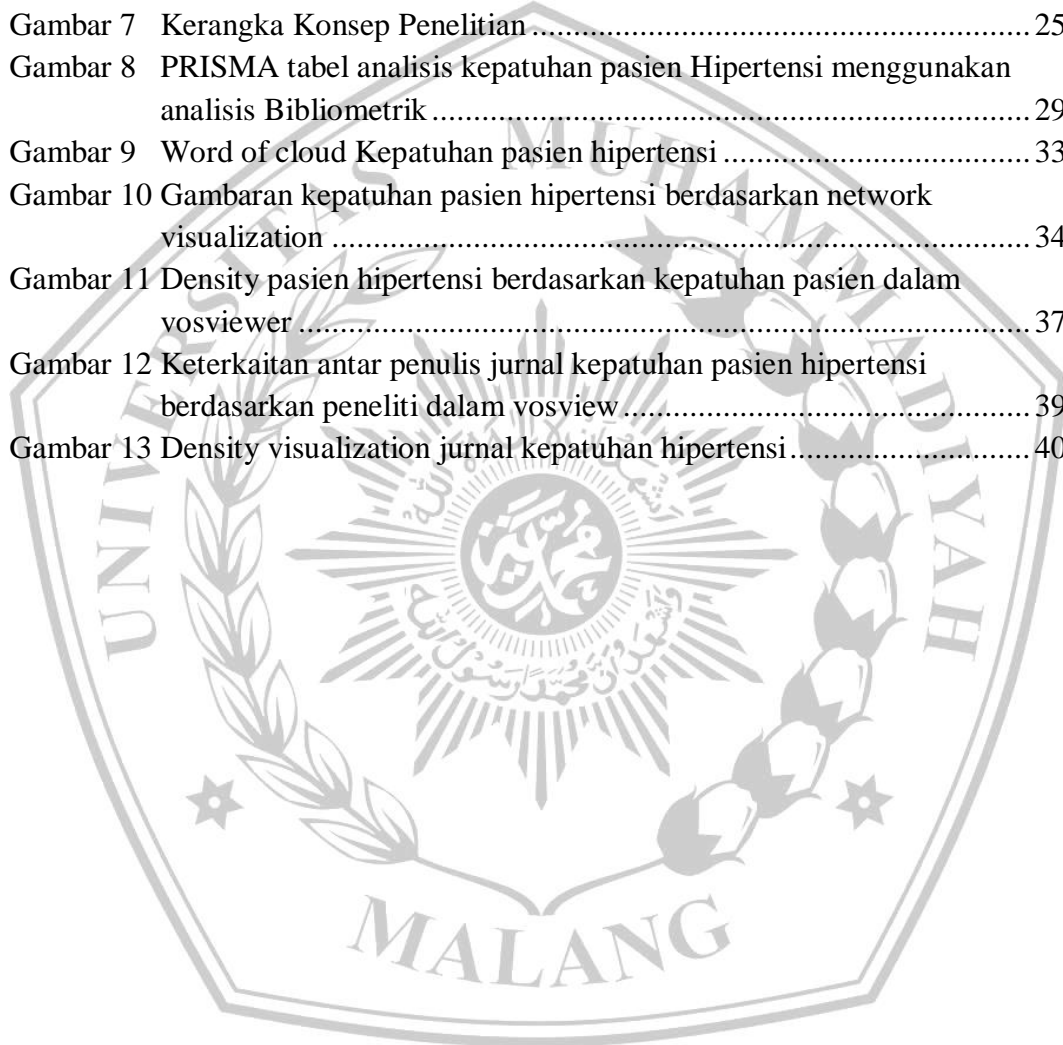 Gambar 7 Kerangka Konsep Penelitian ..................................................... 25
Gambar 8 PRISMA tabel analisis kepatuhan pasien Hipertensi menggunakan
analisis Bibliometrik ................................................................ 29
Gambar 9 Word of cloud Kepatuhan pasien hipertensi ................................. 33
Gambar 10 Gambaran kepatuhan pasien hipertensi berdasarkan network
visualization ........................................................................... 34
Gambar 11 Density pasien hipertensi berdasarkan kepatuhan pasien dalam
vosviewer ............................................................................... 37
Gambar 12 Keterkaitan antar penulis jurnal kepatuhan pasien hipertensi
berdasarkan peneliti dalam vosview ........................................... 39
Gambar 13 Density visualization jurnal kepatuhan hipertensi .......................... 40
UNIVERSITAS MUHAMMADIYAH
MALANG